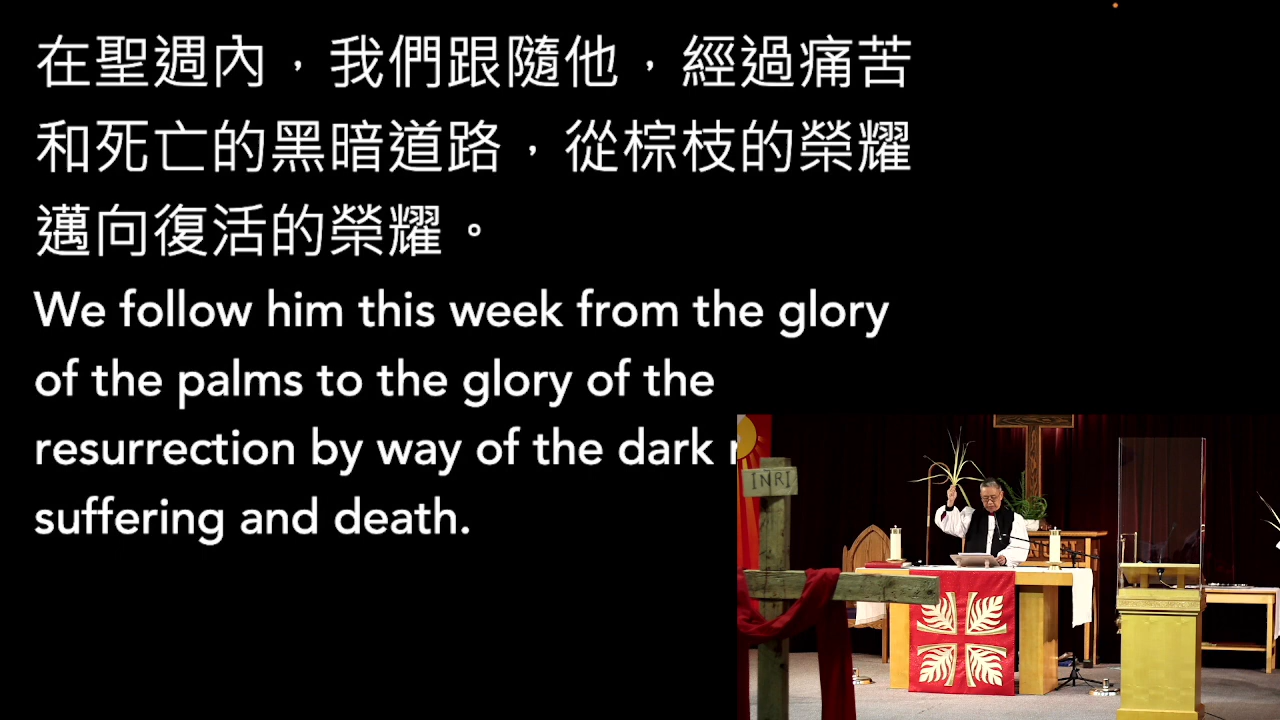 在聖週內，我們跟隨他，經過痛苦
和死亡的黑暗道路，從棕枝的榮耀
邁向復活的榮耀。
We follow him this week from the glory
of the palms to the glory of the
resurrection by way of the dark
suffering and death.
INRI